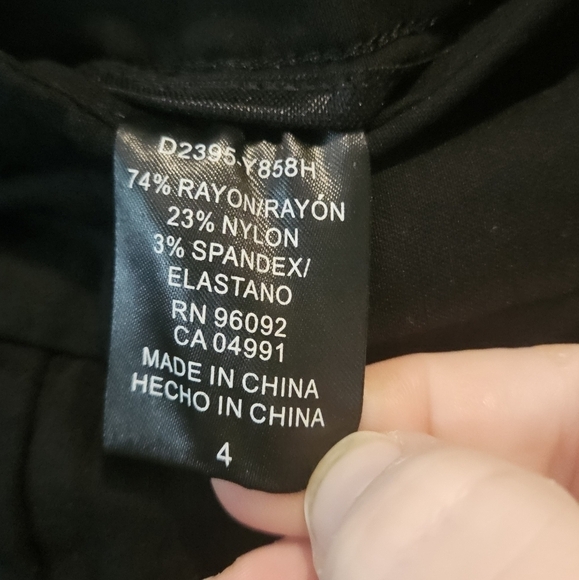 D2395-Y858H
74% RAYON/RAYÓN
23% NYLON
3% SPANDEX/
ELASTANO
RN 96092
CA 04991
MADE IN CHINA
HECHO IN CHINA
4